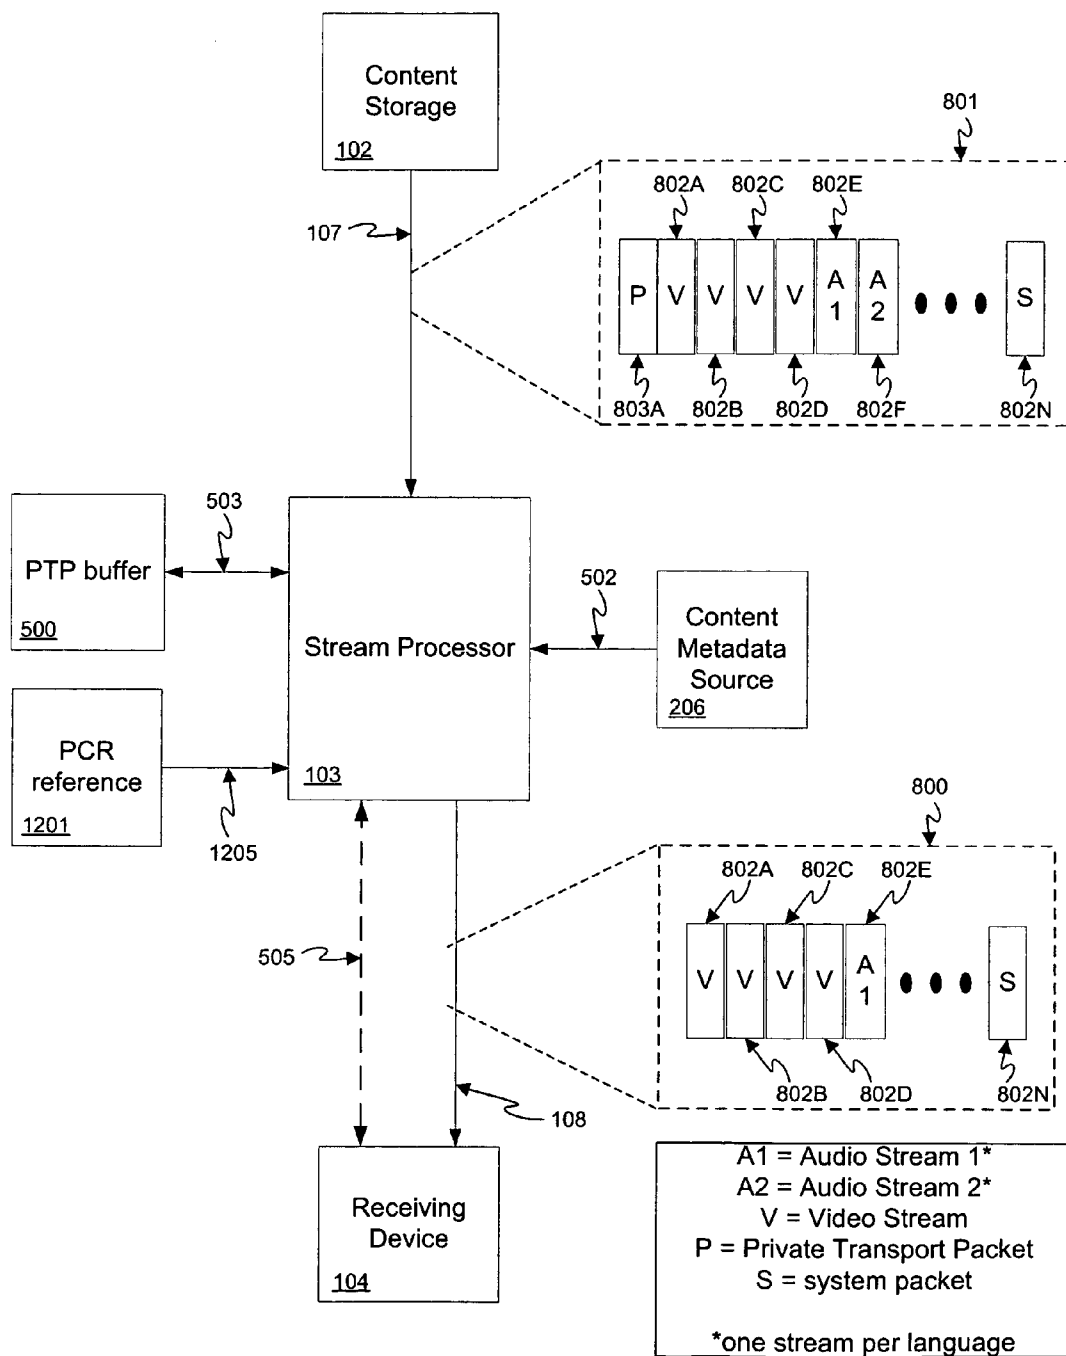 Content
Storage
102
107
801
802A
802C
802E
P
V
V
V
V
A
1
A
2
S
803A
802B
802D
802F
802N
503
PTP buffer
500
Stream Processor
103
502
Content
Metadata
Source
206
PCR
reference
1201
1205
800
802A
802C
802E
V
V
V
V
A
1
S
802B
802D
802N
505
108
Receiving
Device
104
A1 = Audio Stream 1*
A2 = Audio Stream 2*
V = Video Stream
P = Private Transport Packet
S = system packet
*one stream per language